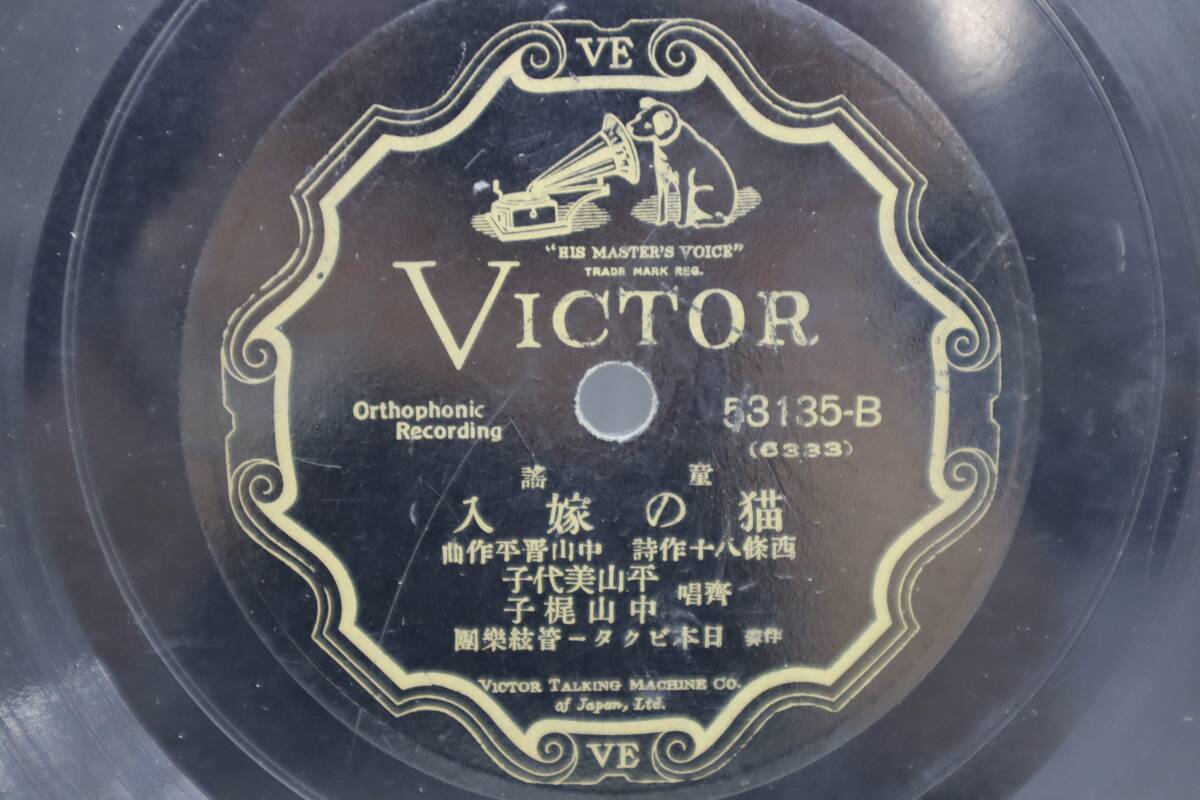 VE
"HIS MASTER'S VOICE"
TRADE MARK REG.
VICTOR
Orthophonic
Recording
53135-B
(6333)
童謠
猫の嫁入
西條八十作詩 中山晋平作曲
齊唱
平山美代子
中山梶子
伴奏 日本ビクター管絃樂團
VICTOR TALKING MACHINE CO.
of Japan, Ltd.
VE